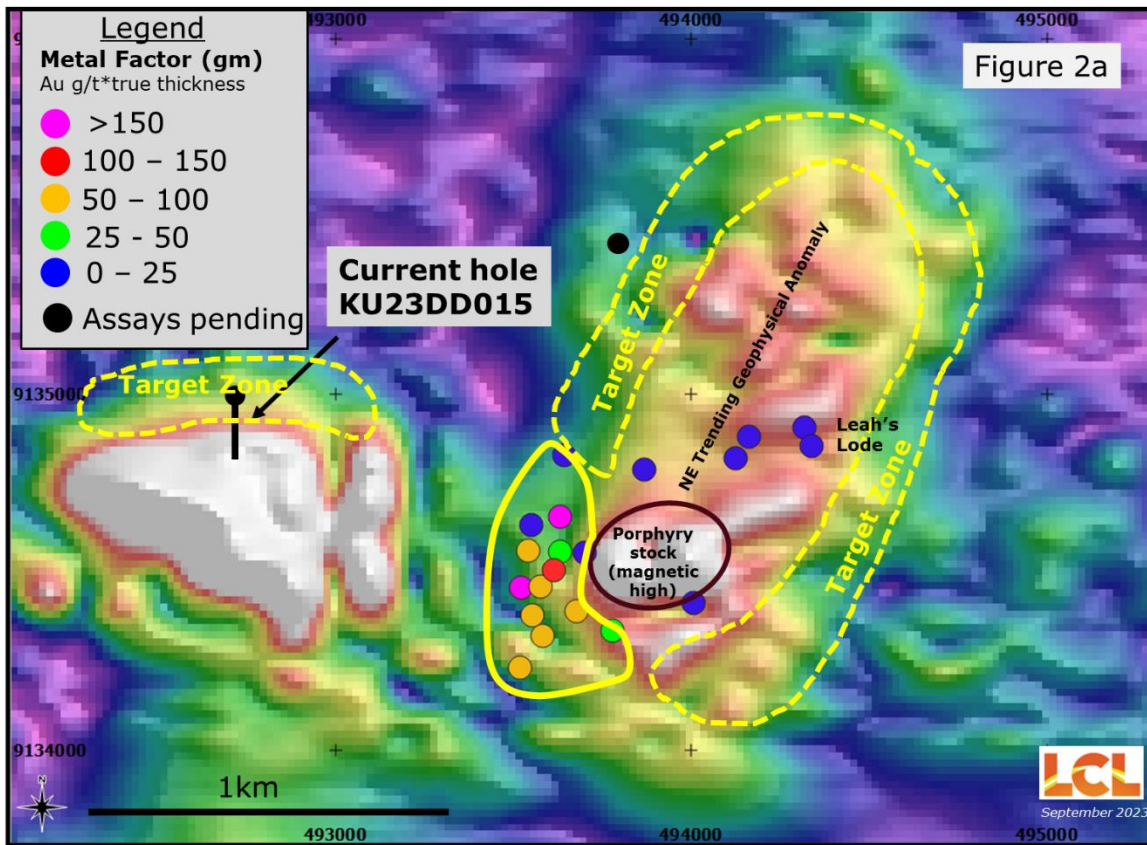 Legend
Metal Factor (gm)
Au g/t*true thickness
>150
100 – 150
50 – 100
25 - 50
0 – 25
Assays pending
493000
494000
495000
Figure 2a
Current hole
KU23DD015
Target Zone
9135000
Target Zone
NE Trending Geophysical Anomaly
Leah's
Lode
Target Zone
Porphyry
stock
(magnetic
high)
9134000
1km
N
493000
494000
495000
LCL
September 2023